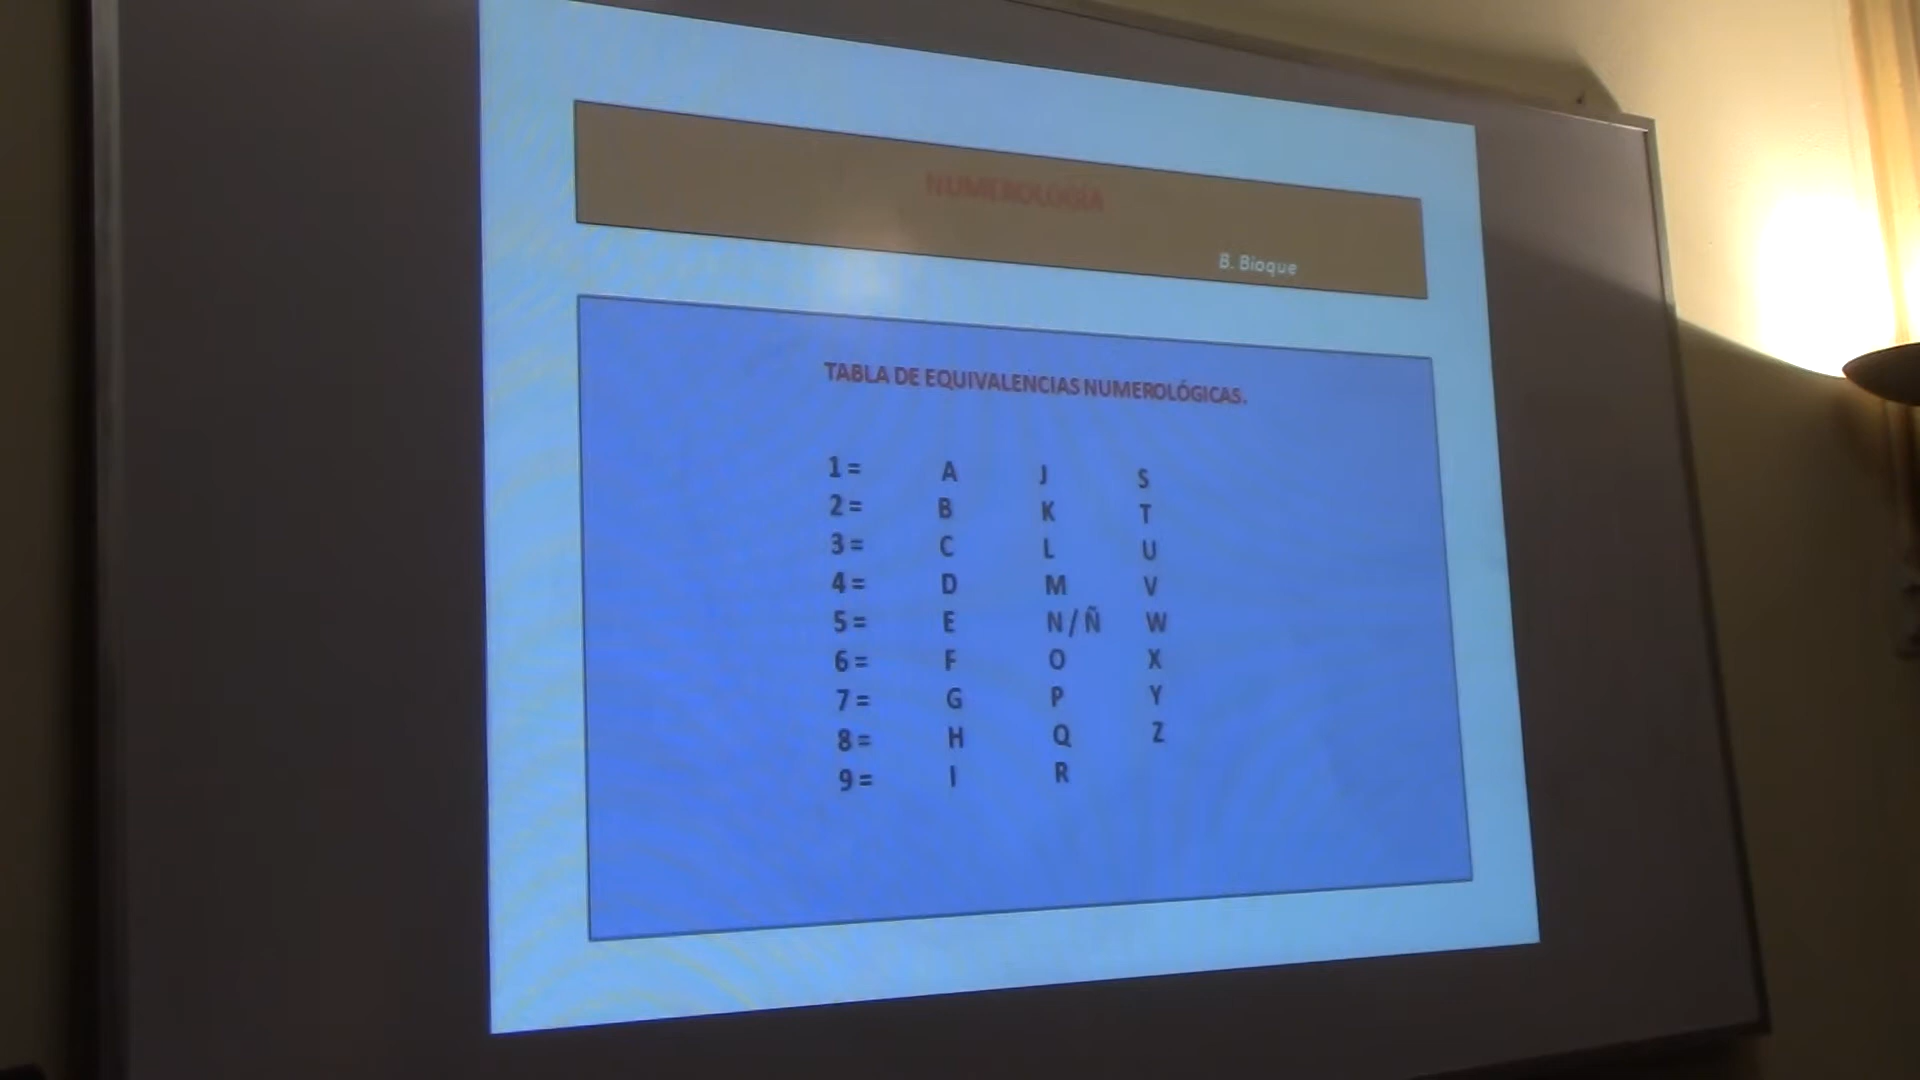 NUMEROLOGÍA
B. Bioque
TABLA DE EQUIVALENCIAS NUMEROLÓGICAS.
1 = A J S
2 = B K T
3 = C L U
4 = D M V
5 = E N / Ñ W
6 = F O X
7 = G P Y
8 = H Q Z
9 = I R